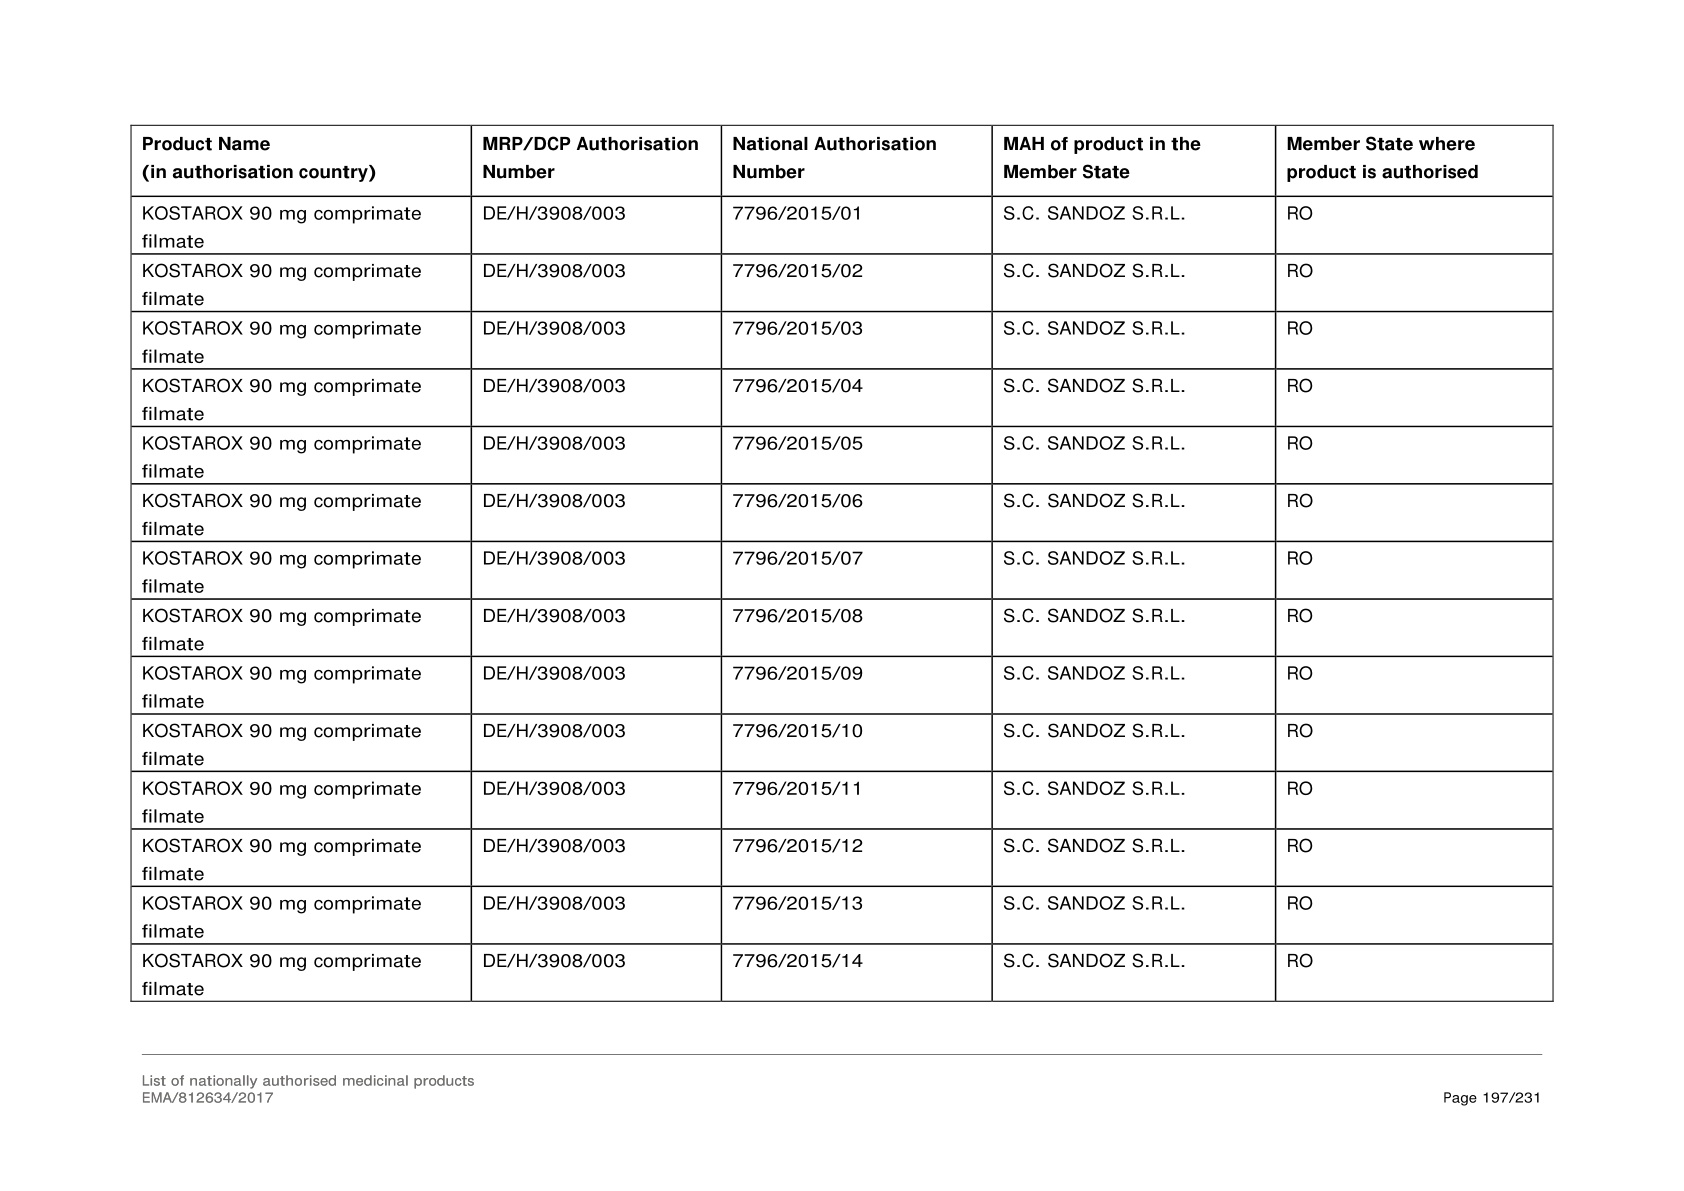 Product Name
(in authorisation country)
MRP/DCP Authorisation
Number
National Authorisation
Number
MAH of product in the
Member State
Member State where
product is authorised
KOSTAROX 90 mg comprimate
filmate
DE/H/3908/003
7796/2015/01
S.C. SANDOZ S.R.L.
RO
KOSTAROX 90 mg comprimate
filmate
DE/H/3908/003
7796/2015/02
S.C. SANDOZ S.R.L.
RO
KOSTAROX 90 mg comprimate
filmate
DE/H/3908/003
7796/2015/03
S.C. SANDOZ S.R.L.
RO
KOSTAROX 90 mg comprimate
filmate
DE/H/3908/003
7796/2015/04
S.C. SANDOZ S.R.L.
RO
KOSTAROX 90 mg comprimate
filmate
DE/H/3908/003
7796/2015/05
S.C. SANDOZ S.R.L.
RO
KOSTAROX 90 mg comprimate
filmate
DE/H/3908/003
7796/2015/06
S.C. SANDOZ S.R.L.
RO
KOSTAROX 90 mg comprimate
filmate
DE/H/3908/003
7796/2015/07
S.C. SANDOZ S.R.L.
RO
KOSTAROX 90 mg comprimate
filmate
DE/H/3908/003
7796/2015/08
S.C. SANDOZ S.R.L.
RO
KOSTAROX 90 mg comprimate
filmate
DE/H/3908/003
7796/2015/09
S.C. SANDOZ S.R.L.
RO
KOSTAROX 90 mg comprimate
filmate
DE/H/3908/003
7796/2015/10
S.C. SANDOZ S.R.L.
RO
KOSTAROX 90 mg comprimate
filmate
DE/H/3908/003
7796/2015/11
S.C. SANDOZ S.R.L.
RO
KOSTAROX 90 mg comprimate
filmate
DE/H/3908/003
7796/2015/12
S.C. SANDOZ S.R.L.
RO
KOSTAROX 90 mg comprimate
filmate
DE/H/3908/003
7796/2015/13
S.C. SANDOZ S.R.L.
RO
KOSTAROX 90 mg comprimate
filmate
DE/H/3908/003
7796/2015/14
S.C. SANDOZ S.R.L.
RO
List of nationally authorised medicinal products
EMA/812634/2017
Page 197/231